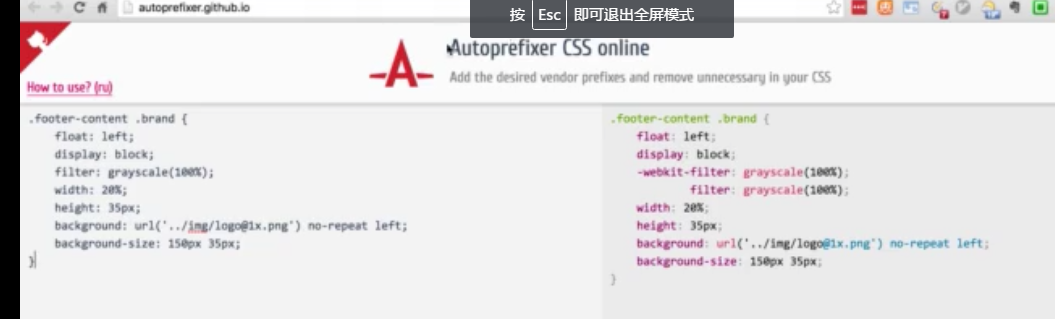 autoprefixer.github.io
按 Esc 即可退出全屏模式
Autoprefixer CSS online
Add the desired vendor prefixes and remove unnecessary in your CSS
How to use? (ru)
.footer-content .brand {
float: left;
display: block;
filter: grayscale(100%);
width: 20%;
height: 35px;
background: url('../img/logo@1x.png') no-repeat left;
background-size: 150px 35px;
}
.footer-content .brand {
float: left;
display: block;
-webkit-filter: grayscale(100%);
filter: grayscale(100%);
width: 20%;
height: 35px;
background: url('../img/logo@1x.png') no-repeat left;
background-size: 150px 35px;
}